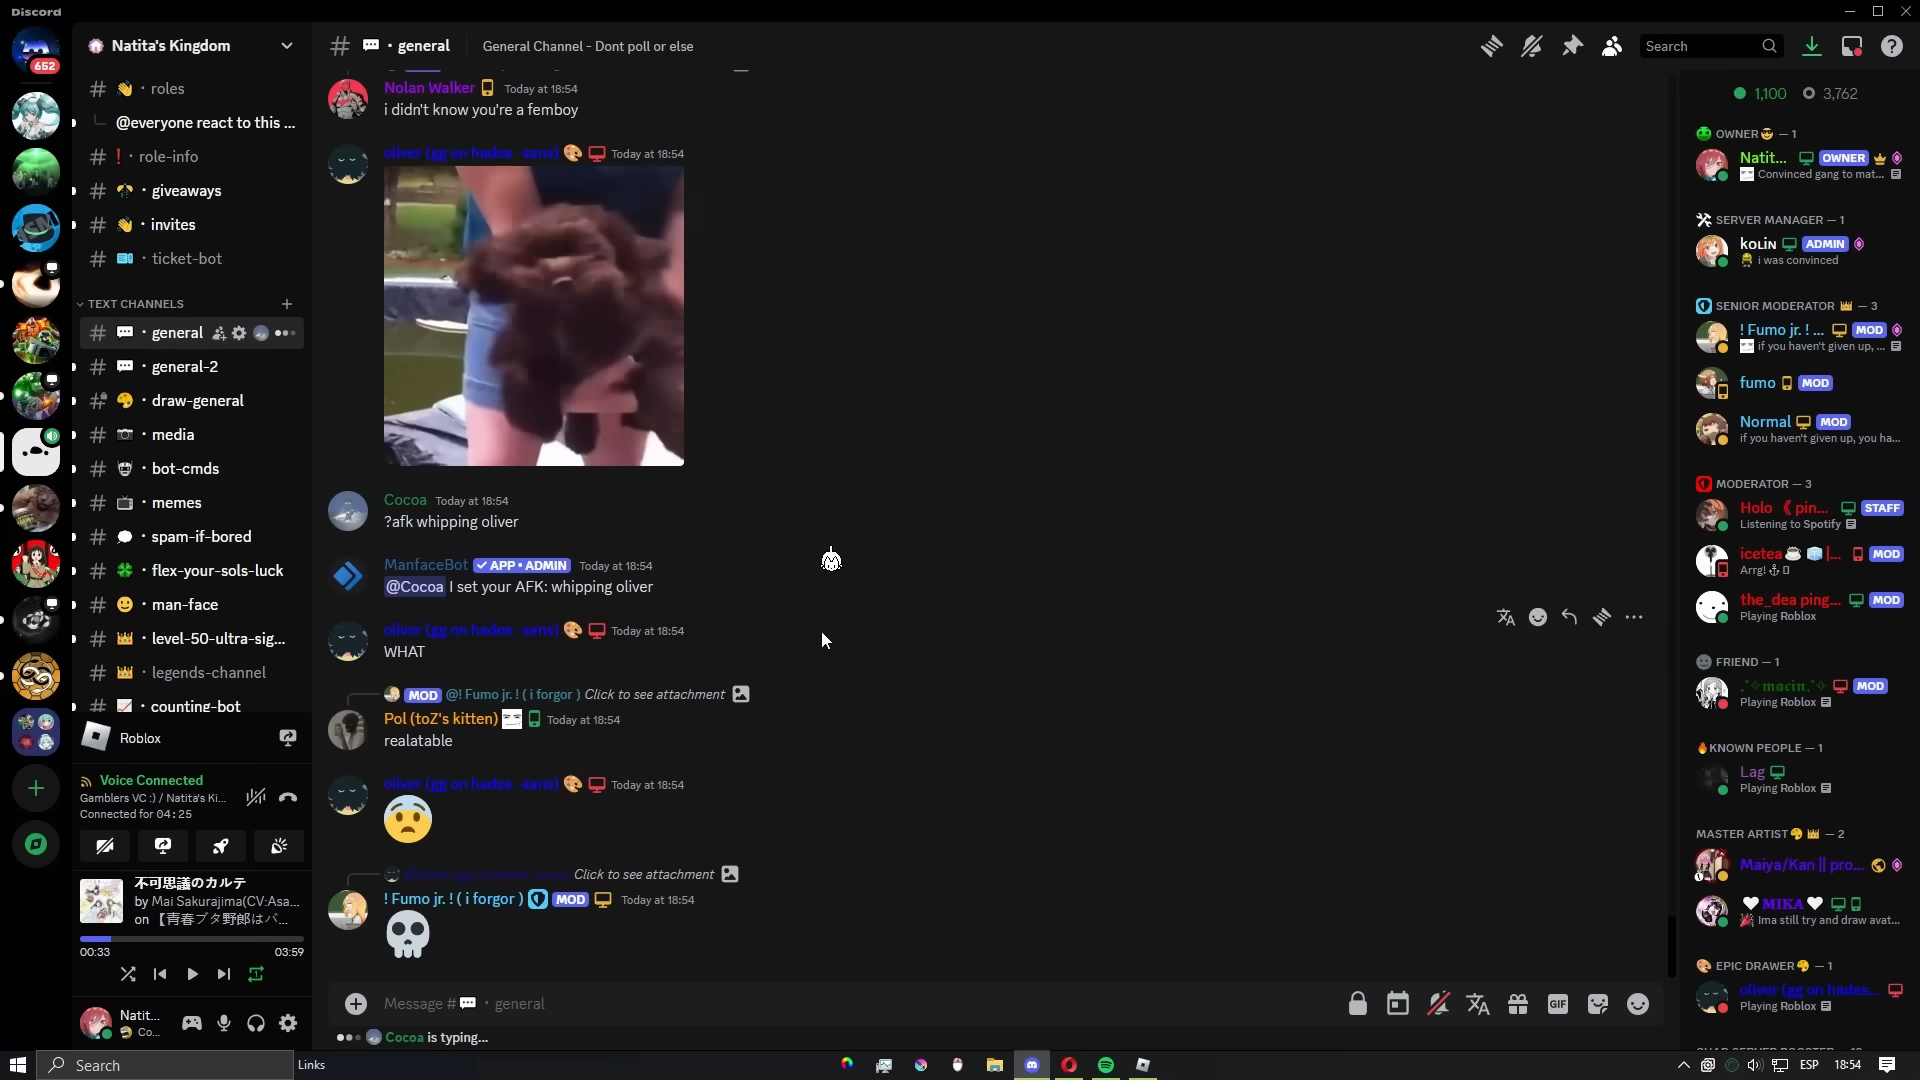 Discord
652
Natita's Kingdom
roles
@everyone react to this ...
role-info
giveaways
invites
ticket-bot
TEXT CHANNELS
general
general-2
draw-general
media
bot-cmds
memes
spam-if-bored
flex-your-sols-luck
man-face
level-50-ultra-sig...
legends-channel
counting-bot
Roblox
Voice Connected
Gamblers VC :) / Natita's Ki...
Connected for 04:25
不可思議のカルテ
by Mai Sakurajima(CV:Asa...
on 【青春ブタ野郎はバ...
00:33 03:59
Natit...
Co...
general General Channel - Dont poll or else
Search
Nolan Walker Today at 18:54
i didn't know you're a femboy
oliver (gg on hades-sans) Today at 18:54
Cocoa Today at 18:54
?afk whipping oliver
ManfaceBot APP • ADMIN Today at 18:54
@Cocoa I set your AFK: whipping oliver
oliver (gg on hades-sans) Today at 18:54
WHAT
MOD @! Fumo jr. ! ( i forgor ) Click to see attachment
Pol (toZ's kitten) Today at 18:54
realatable
oliver (gg on hades-sans) Today at 18:54
Click to see attachment
! Fumo jr. ! ( i forgor ) MOD Today at 18:54
Message # general
GIF
Cocoa is typing...
1,100 3,762
OWNER — 1
Natit... OWNER
Convinced gang to mat...
SERVER MANAGER — 1
KOLIN ADMIN
i was convinced
SENIOR MODERATOR — 3
! Fumo jr. ! ... MOD
if you haven't given up, ...
fumo MOD
Normal MOD
if you haven't given up, you ha...
MODERATOR — 3
Holo 《 pin... STAFF
Listening to Spotify
icetea |... MOD
Arrg!
the_dea ping... MOD
Playing Roblox
FRIEND — 1
macin MOD
Playing Roblox
KNOWN PEOPLE — 1
Lag
Playing Roblox
MASTER ARTIST — 2
Maiya/Kan || pro...
MIKA
Ima still try and draw avat...
EPIC DRAWER — 1
oliver (gg on hades...
Playing Roblox
Search
Links
ESP
18:54